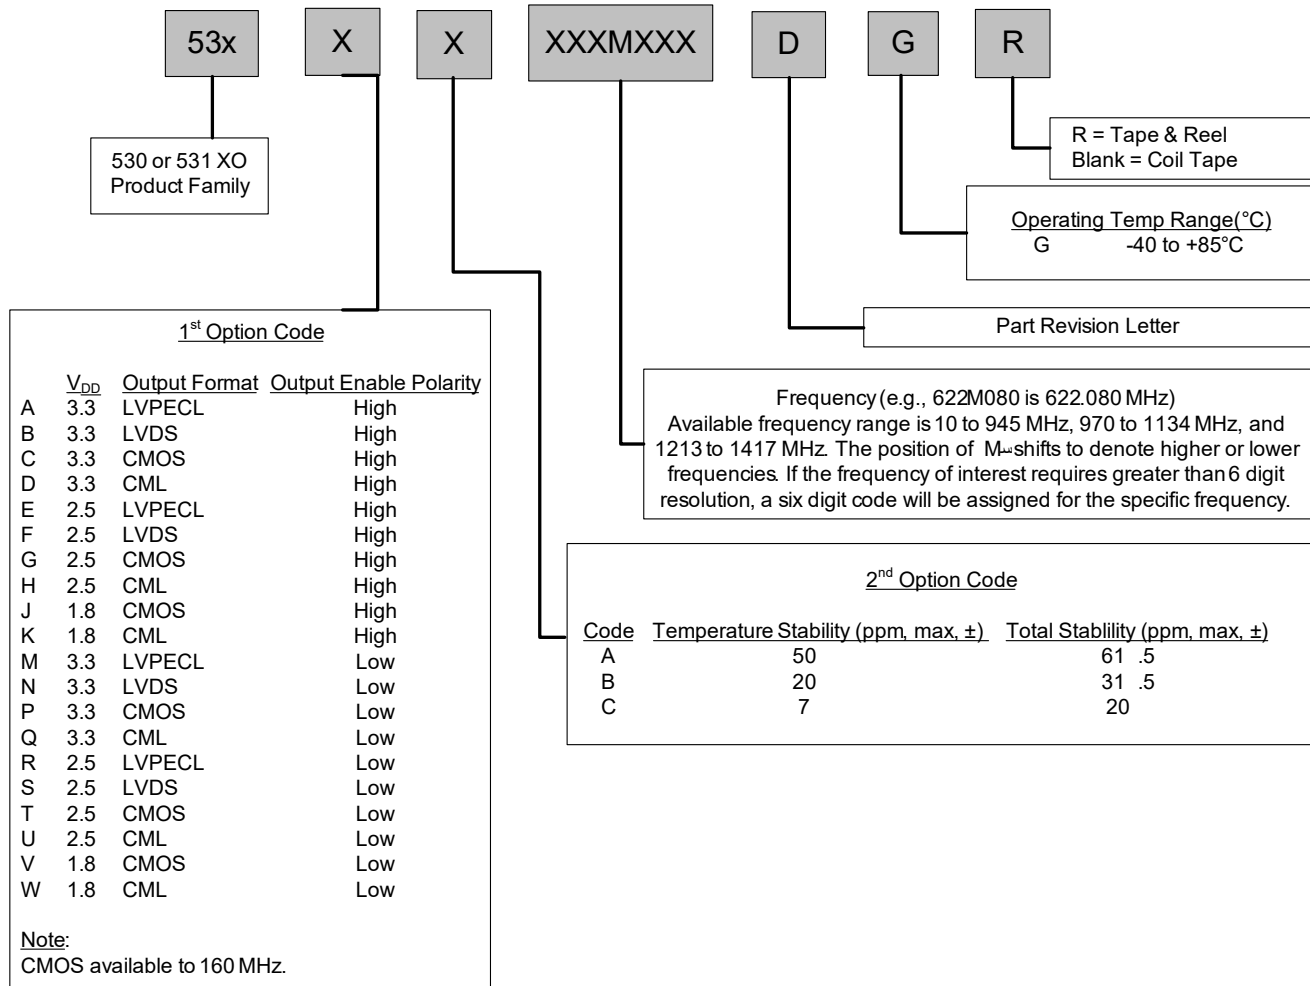 53x X X XXXMXXX D G R
530 or 531 XO
Product Family
R = Tape & Reel
Blank = Coil Tape
Operating Temp Range(°C)
G -40 to +85°C
Part Revision Letter
Frequency (e.g., 622M080 is 622.080 MHz)
Available frequency range is 10 to 945 MHz, 970 to 1134 MHz, and
1213 to 1417 MHz. The position of M shifts to denote higher or lower
frequencies. If the frequency of interest requires greater than 6 digit
resolution, a six digit code will be assigned for the specific frequency.
1st Option Code
VDD Output Format Output Enable Polarity
A 3.3 LVPECL High
B 3.3 LVDS High
C 3.3 CMOS High
D 3.3 CML High
E 2.5 LVPECL High
F 2.5 LVDS High
G 2.5 CMOS High
H 2.5 CML High
J 1.8 CMOS High
K 1.8 CML High
M 3.3 LVPECL Low
N 3.3 LVDS Low
P 3.3 CMOS Low
Q 3.3 CML Low
R 2.5 LVPECL Low
S 2.5 LVDS Low
T 2.5 CMOS Low
U 2.5 CML Low
V 1.8 CMOS Low
W 1.8 CML Low
Note:
CMOS available to 160 MHz.
2nd Option Code
Code Temperature Stability (ppm, max, ±) Total Stablility (ppm, max, ±)
A 50 61 .5
B 20 31 .5
C 7 20